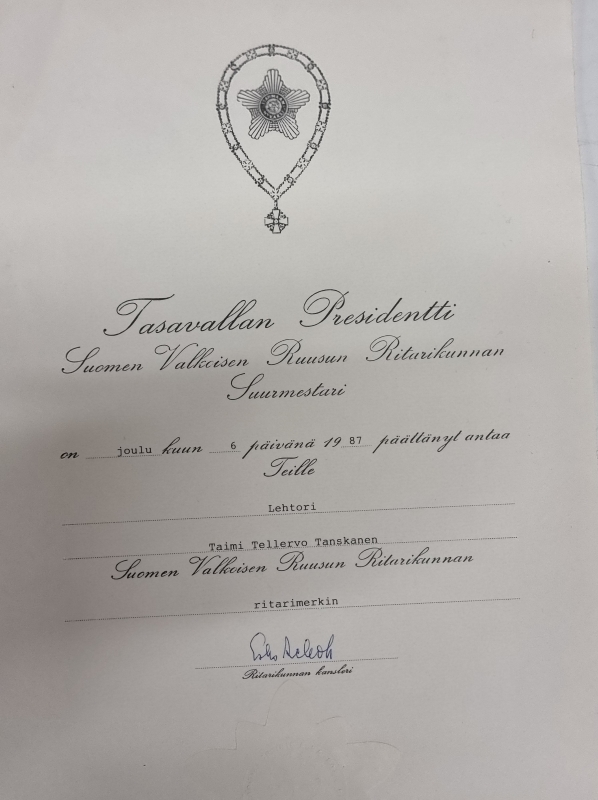 Tasavallan Presidentti
Suomen Valkoisen Ruusun Ritarikunnan
Suurmestari
on joulu kuun 6 päivänä 19 87 päättänyt antaa
Teille
Lehtori
Taimi Tellervo Tanskanen
Suomen Valkoisen Ruusun Ritarikunnan
ritarimerkin
Ritarikunnan kansleri